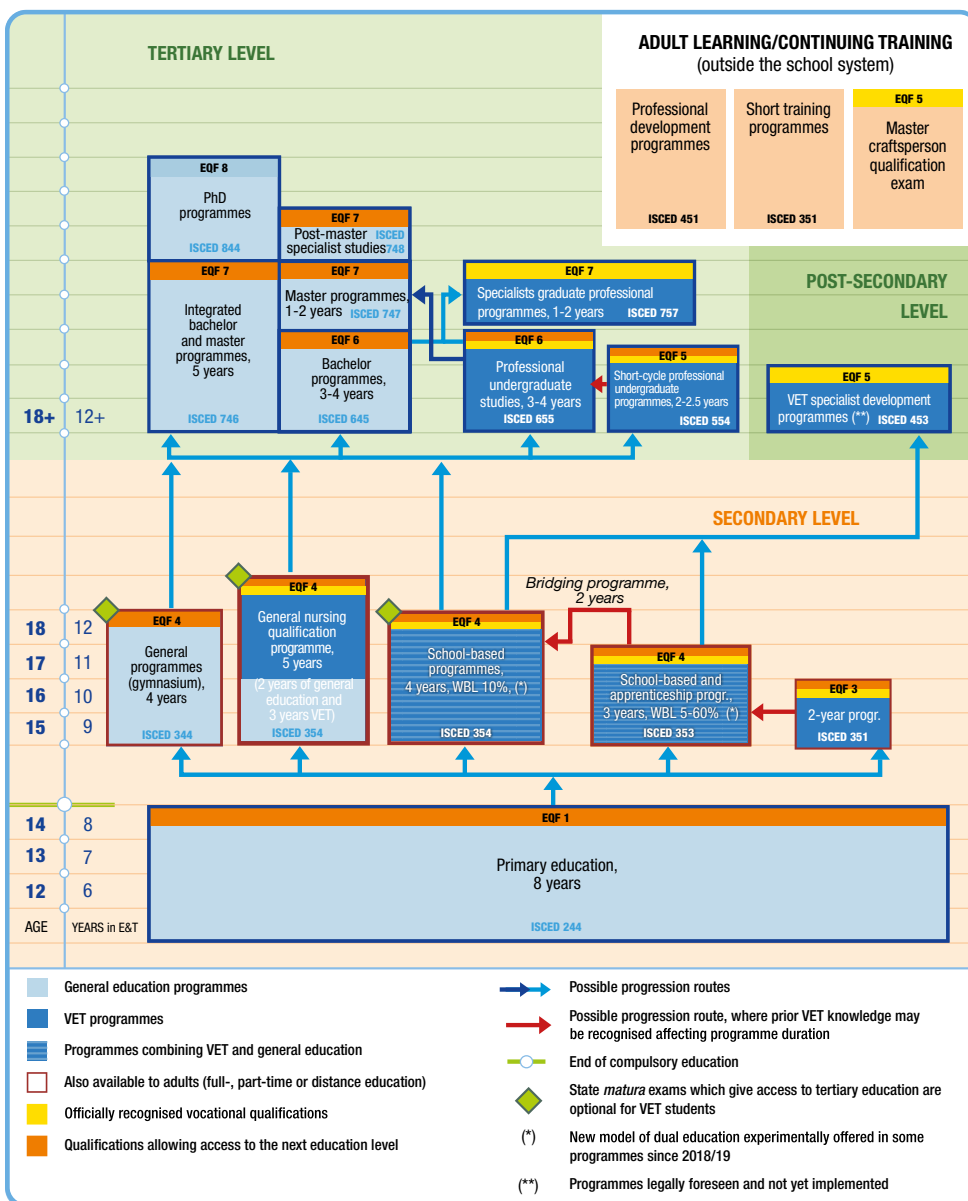 TERTIARY LEVEL
ADULT LEARNING/CONTINUING TRAINING
(outside the school system)
Professional
development
programmes
ISCED 451
Short training
programmes
ISCED 351
EQF 5
Master
craftsperson
qualification
exam
EQF 8
PhD
programmes
ISCED 844
EQF 7
Post-master ISCED
specialist studies748
EQF 7
Integrated
bachelor
and master
programmes,
5 years
ISCED 746
EQF 7
Master programmes,
1-2 years ISCED 747
EQF 6
Bachelor
programmes,
3-4 years
ISCED 645
EQF 7
Specialists graduate professional
programmes, 1-2 years ISCED 757
EQF 6
Professional
undergraduate
studies, 3-4 years
ISCED 655
EQF 5
Short-cycle professional
undergraduate
programmes, 2-2.5 years
ISCED 554
POST-SECONDARY
LEVEL
EQF 5
VET specialist development
programmes (**) ISCED 453
18+ 12+
SECONDARY LEVEL
Bridging programme,
2 years
EQF 4
General
programmes
(gymnasium),
4 years
ISCED 344
EQF 4
General nursing
qualification
programme,
5 years
(2 years of general
education and
3 years VET)
ISCED 354
EQF 4
School-based
programmes,
4 years, WBL 10%, (*)
ISCED 354
EQF 4
School-based and
apprenticeship progr.,
3 years, WBL 5-60% (*)
ISCED 353
EQF 3
2-year progr.
ISCED 351
18 12
17 11
16 10
15 9
EQF 1
Primary education,
8 years
ISCED 244
14 8
13 7
12 6
AGE YEARS in E&T
General education programmes
VET programmes
Programmes combining VET and general education
Also available to adults (full-, part-time or distance education)
Officially recognised vocational qualifications
Qualifications allowing access to the next education level
Possible progression routes
Possible progression route, where prior VET knowledge may
be recognised affecting programme duration
End of compulsory education
State matura exams which give access to tertiary education are
optional for VET students
(*) New model of dual education experimentally offered in some
programmes since 2018/19
(**) Programmes legally foreseen and not yet implemented